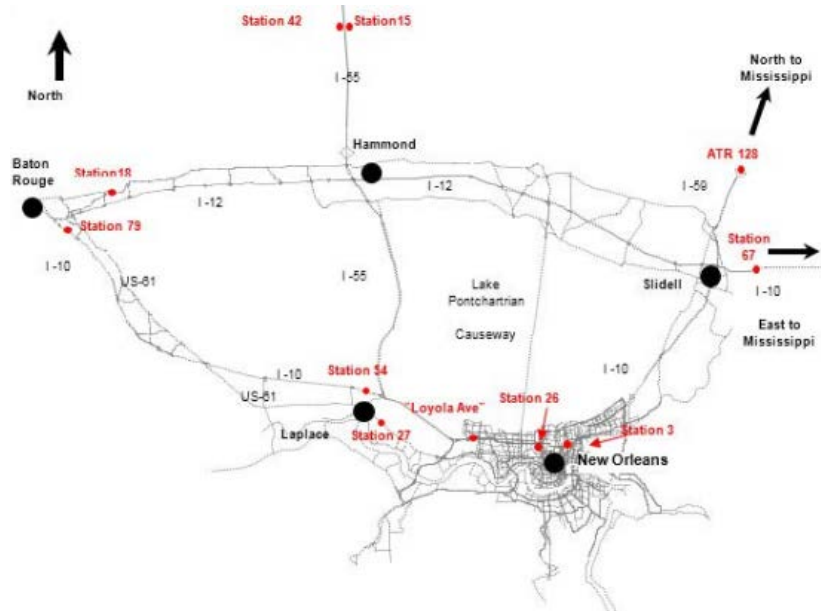 Station 42
Station15
North to
Mississippi
I -55
North
Hammond
Baton
Rouge
ATR 128
Station18
I -12
I -12
I -59
Station 79
Station
67
I -10
US-61
I -55
Lake
Pontchartrian
Causeway
Slidell
I -10
East to
Mississippi
I -10
I -10
Station 54
US-61
"Loyola Ave"
Station 26
Laplace
Station 27
Station 3
New Orleans